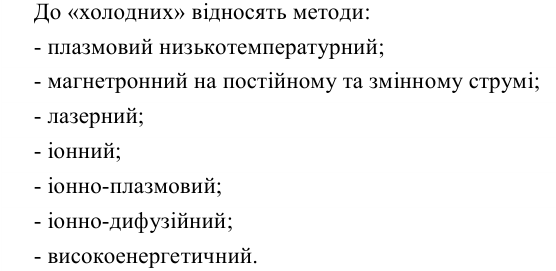 До «холодних» відносять методи:
- плазмовий низькотемпературний;
- магнетронний на постійному та змінному струмі;
- лазерний;
- іонний;
- іонно-плазмовий;
- іонно-дифузійний;
- високоенергетичний.